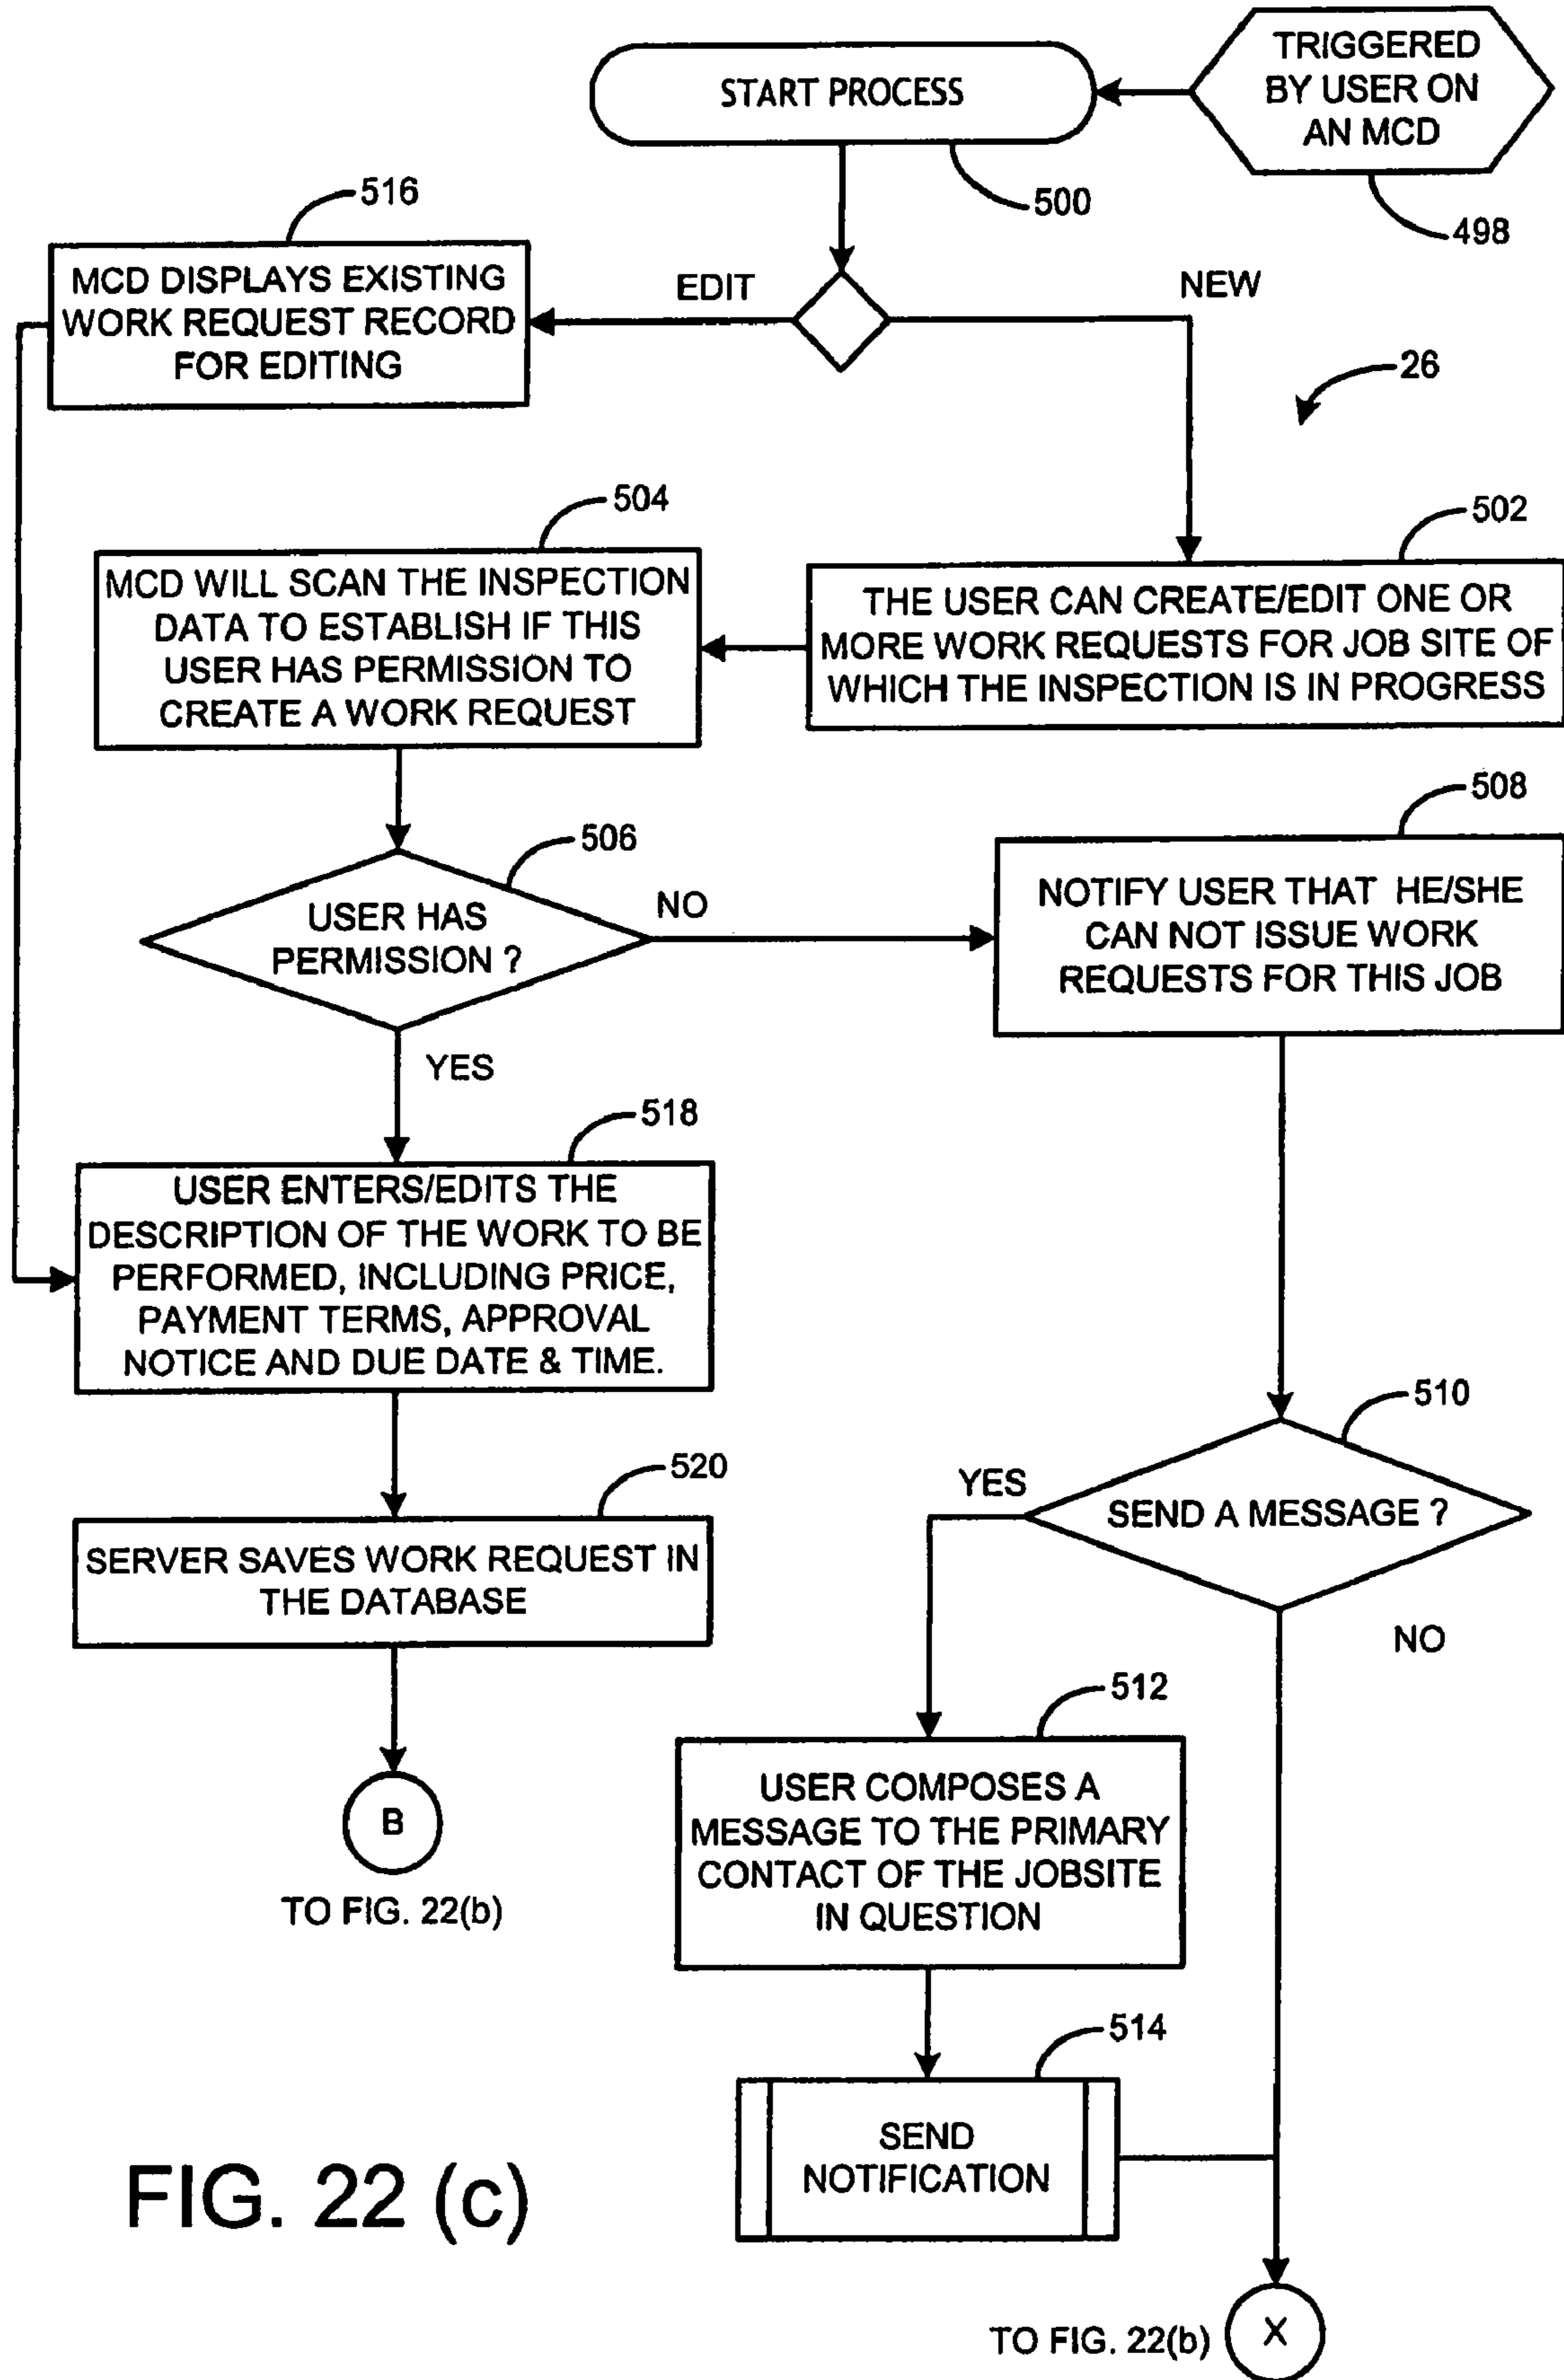 TRIGGERED
BY USER ON
AN MCD
498
START PROCESS
500
516
MCD DISPLAYS EXISTING
WORK REQUEST RECORD
FOR EDITING
EDIT
NEW
26
504
MCD WILL SCAN THE INSPECTION
DATA TO ESTABLISH IF THIS
USER HAS PERMISSION TO
CREATE A WORK REQUEST
502
THE USER CAN CREATE/EDIT ONE OR
MORE WORK REQUESTS FOR JOB SITE OF
WHICH THE INSPECTION IS IN PROGRESS
506
USER HAS
PERMISSION ?
NO
508
NOTIFY USER THAT HE/SHE
CAN NOT ISSUE WORK
REQUESTS FOR THIS JOB
YES
518
USER ENTERS/EDITS THE
DESCRIPTION OF THE WORK TO BE
PERFORMED, INCLUDING PRICE,
PAYMENT TERMS, APPROVAL
NOTICE AND DUE DATE & TIME.
510
SEND A MESSAGE ?
YES
NO
520
SERVER SAVES WORK REQUEST IN
THE DATABASE
B
TO FIG. 22(b)
512
USER COMPOSES A
MESSAGE TO THE PRIMARY
CONTACT OF THE JOBSITE
IN QUESTION
514
SEND
NOTIFICATION
FIG. 22 (c)
TO FIG. 22(b)
X